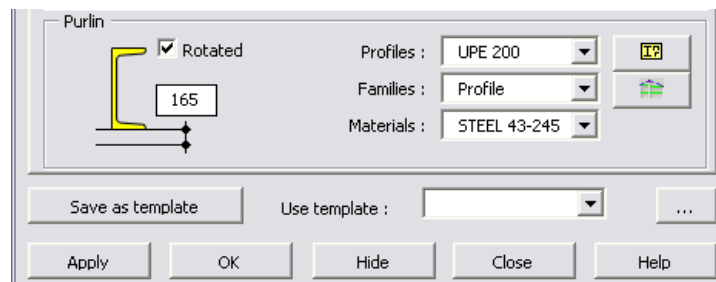 Purlin
Rotated
Profiles : UPE 200
165
Families : Profile
Materials : STEEL 43-245
Save as template Use template : ...
Apply OK Hide Close Help